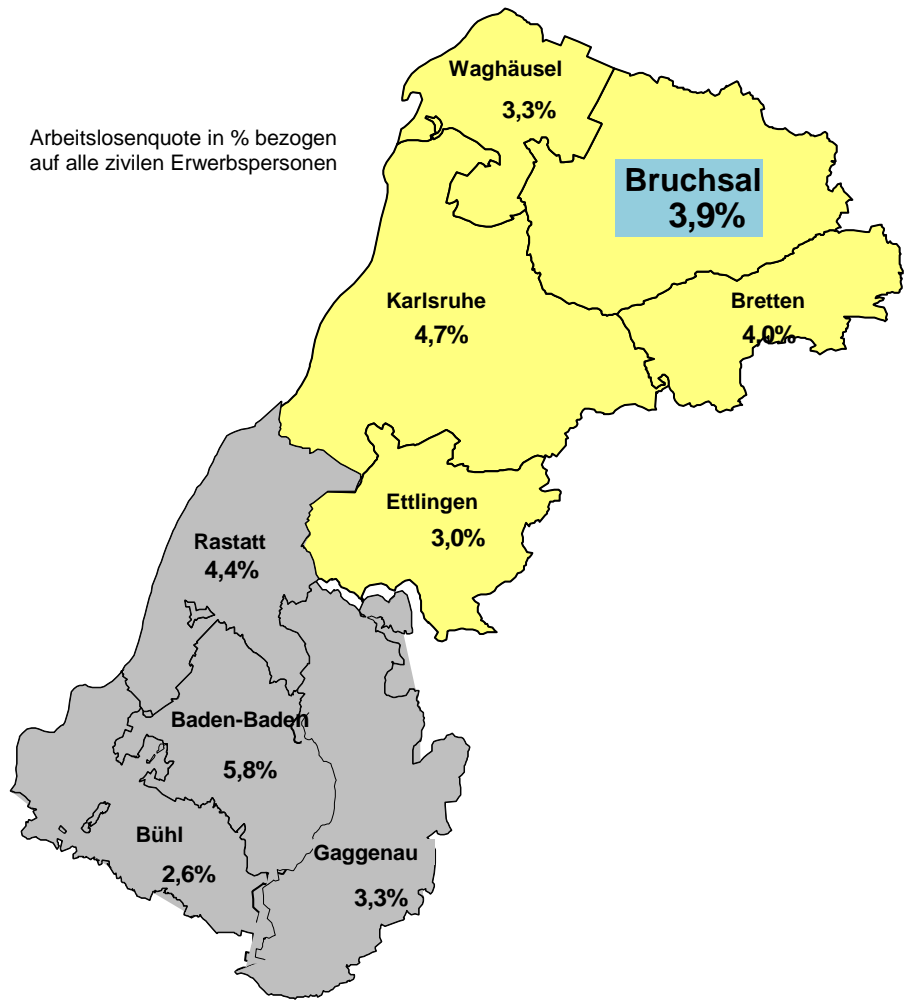 Waghäusel
3,3%
Arbeitslosenquote in % bezogen
auf alle zivilen Erwerbspersonen
Bruchsal
3,9%
Karlsruhe
4,7%
Bretten
4,0%
Ettlingen
3,0%
Rastatt
4,4%
Baden-Baden
5,8%
Bühl
2,6%
Gaggenau
3,3%